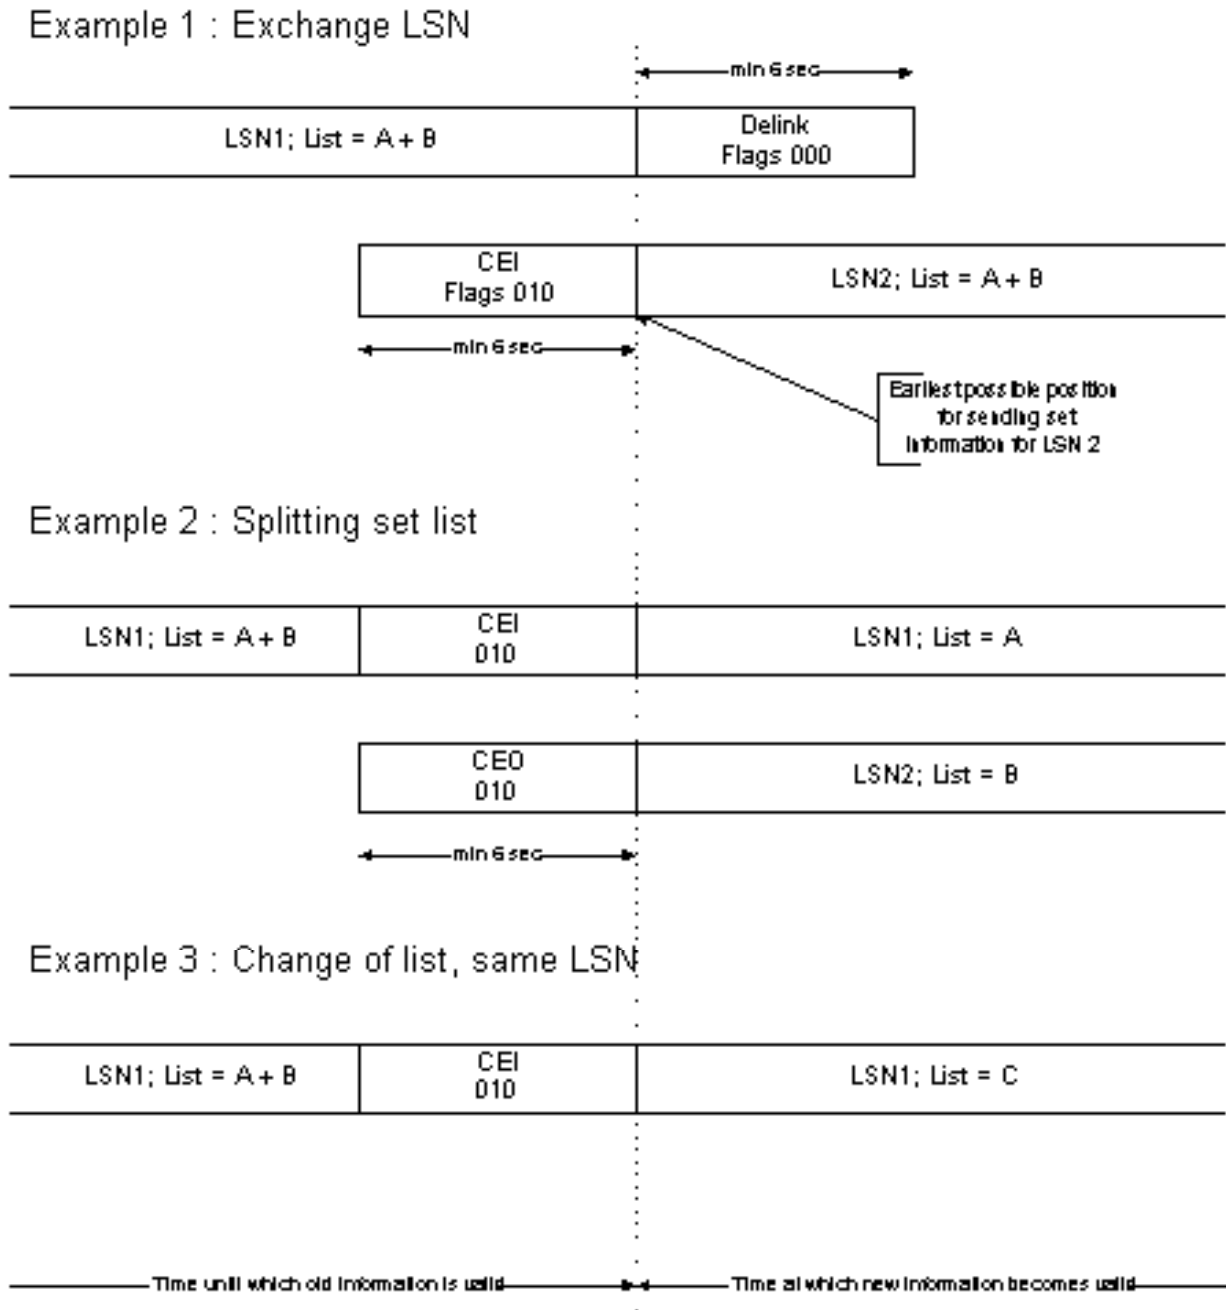 Example 1 : Exchange LSN
min 6 sec
LSN1; List = A + B
Delink
Flags 000
CEI
Flags 010
LSN2; List = A + B
min 6 sec
Earliest possible position
for sending set
information for LSN 2
Example 2 : Splitting set list
LSN1; List = A + B
CEI
010
LSN1; List = A
CEO
010
LSN2; List = B
min 6 sec
Example 3 : Change of list, same LSN
LSN1; List = A + B
CEI
010
LSN1; List = C
Time until which old information is valid
Time at which new information becomes valid